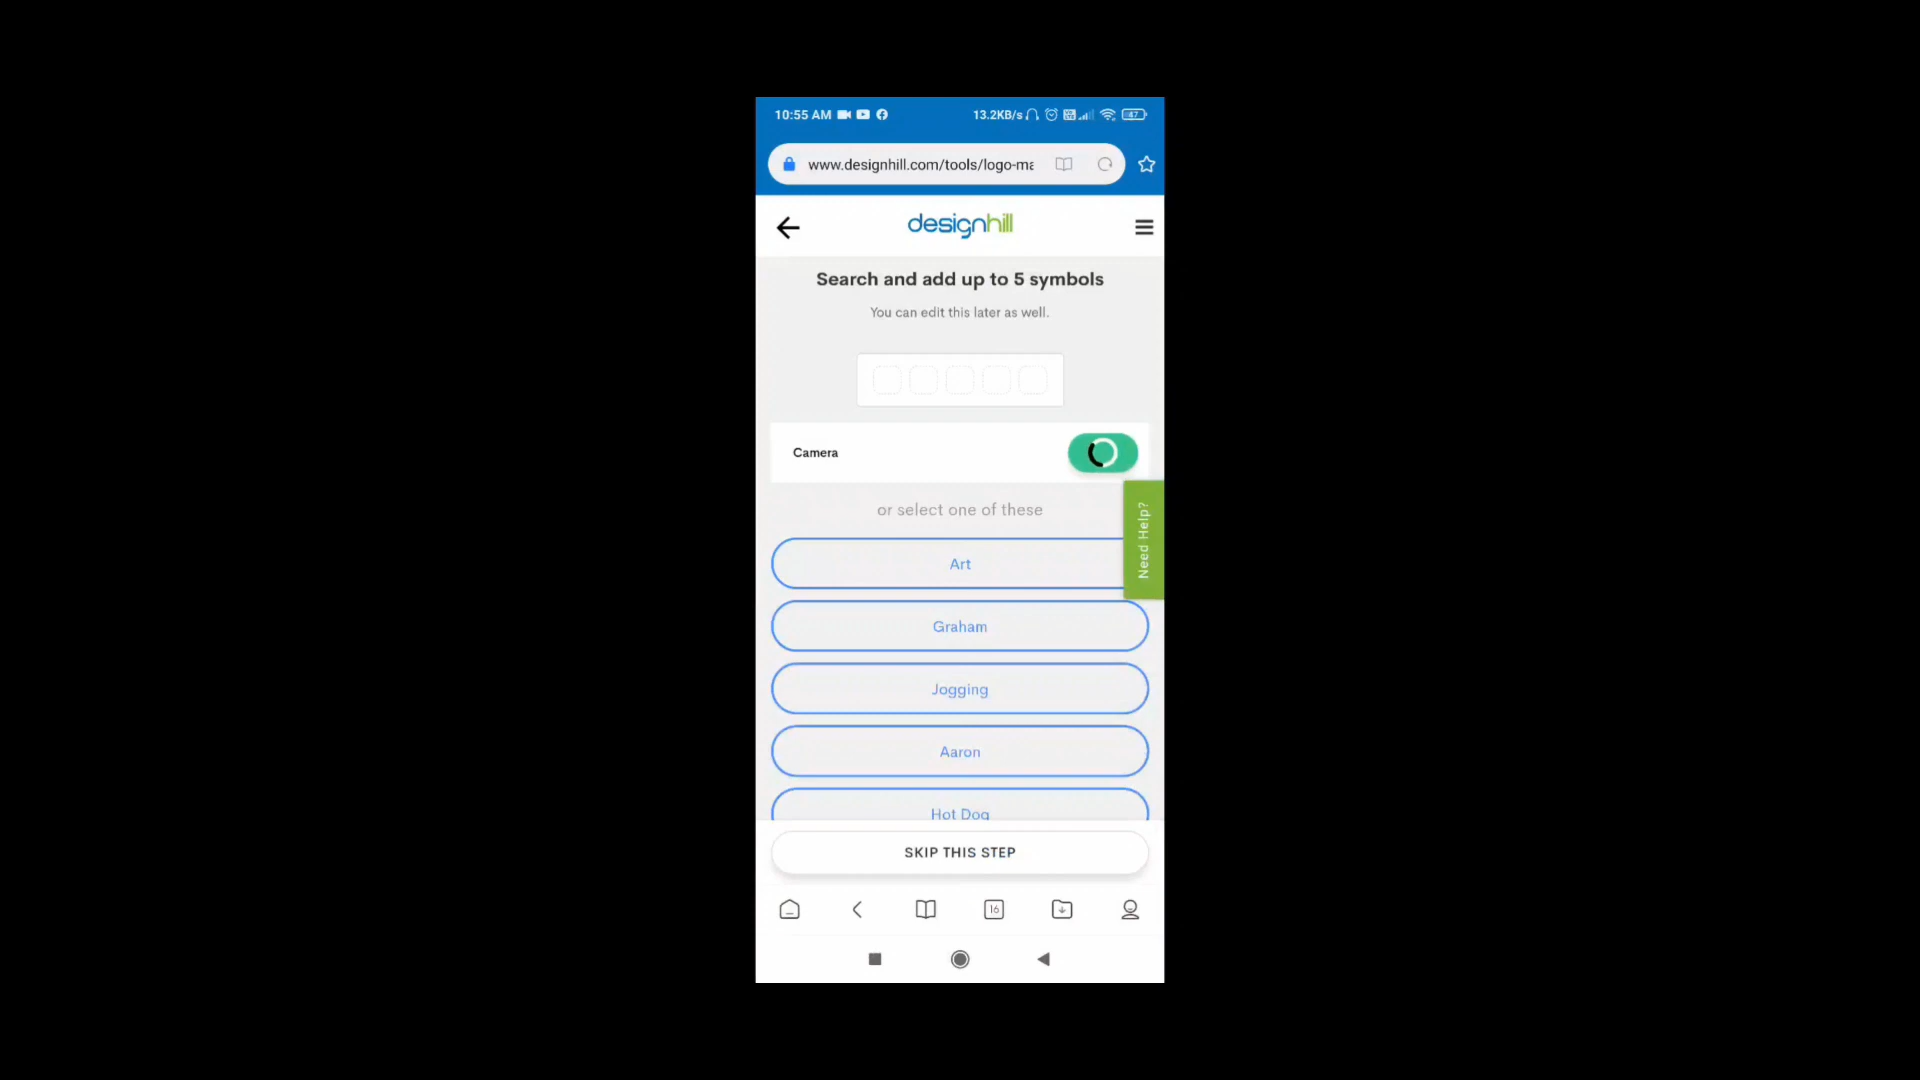 10:55 AM 13.2KB/s 47
www.designhill.com/tools/logo-ma
designhill
Search and add up to 5 symbols
You can edit this later as well.
Camera
or select one of these
Need Help?
Art
Graham
Jogging
Aaron
Hot Dog
SKIP THIS STEP
16